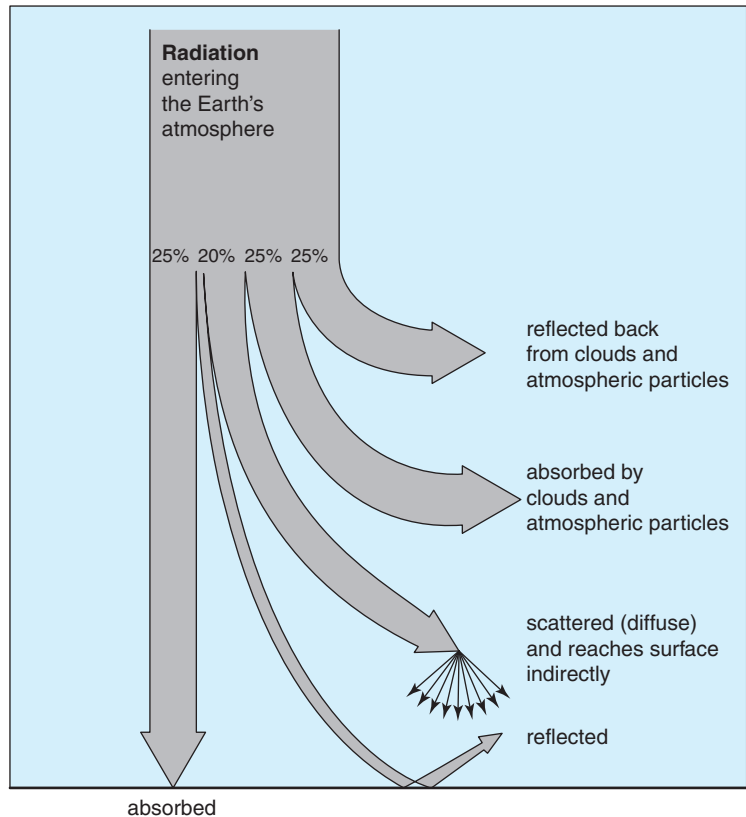 Radiation
entering
the Earth's
atmosphere
25% 20% 25% 25%
reflected back
from clouds and
atmospheric particles
absorbed by
clouds and
atmospheric particles
scattered (diffuse)
and reaches surface
indirectly
reflected
absorbed